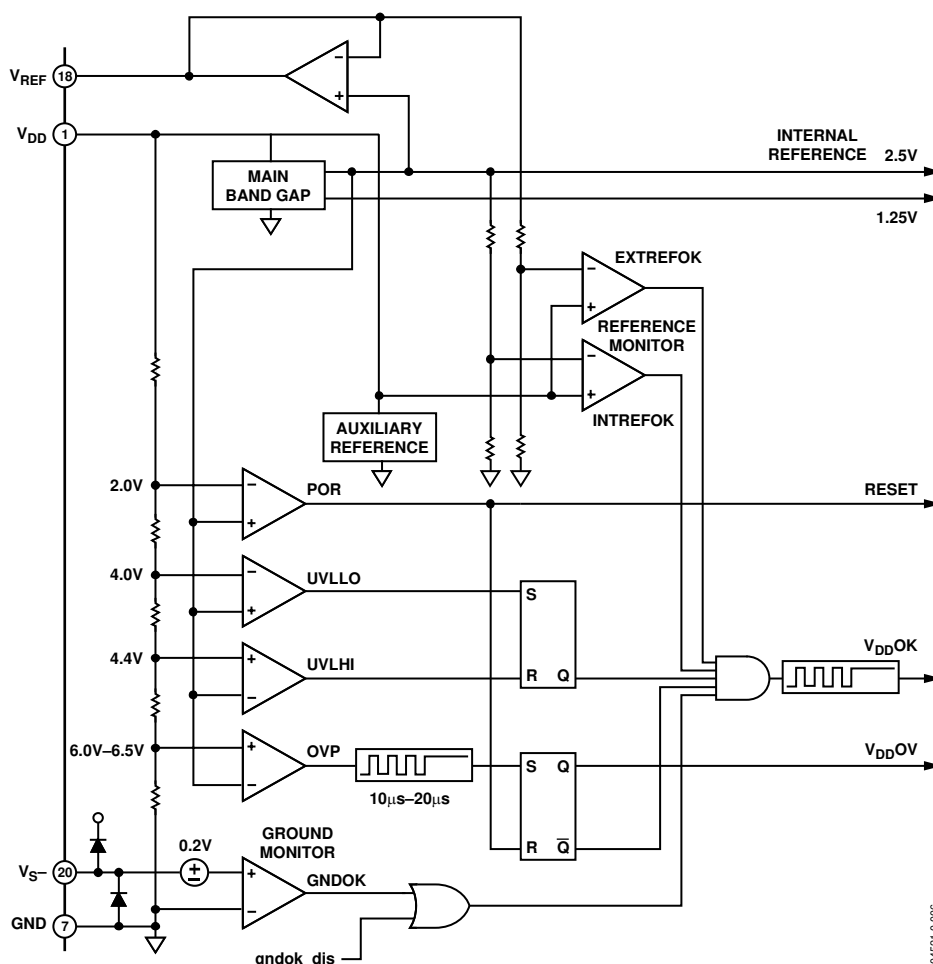 VREF 18
VDD 1
MAIN
BAND GAP
INTERNAL
REFERENCE 2.5V
1.25V
EXTREFOK
REFERENCE
MONITOR
INTREFOK
AUXILIARY
REFERENCE
2.0V
POR
RESET
4.0V
UVLLO
S
4.4V
UVLHI
R Q
VDDOK
6.0V–6.5V
OVP
10µs–20µs
S Q
VDDOV
R Q̅
GROUND
MONITOR
0.2V
VS– 20
GNDOK
GND 7
gndok_dis